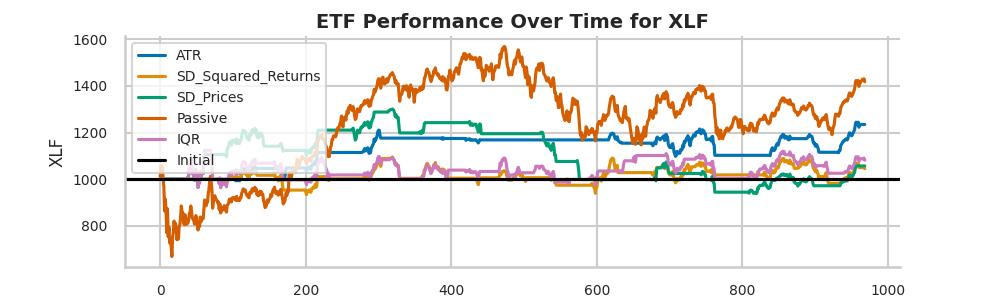 ETF Performance Over Time for XLF
XLF
1600
1400
1200
1000
800
ATR
SD_Squared_Returns
SD_Prices
Passive
IQR
Initial
0 200 400 600 800 1000